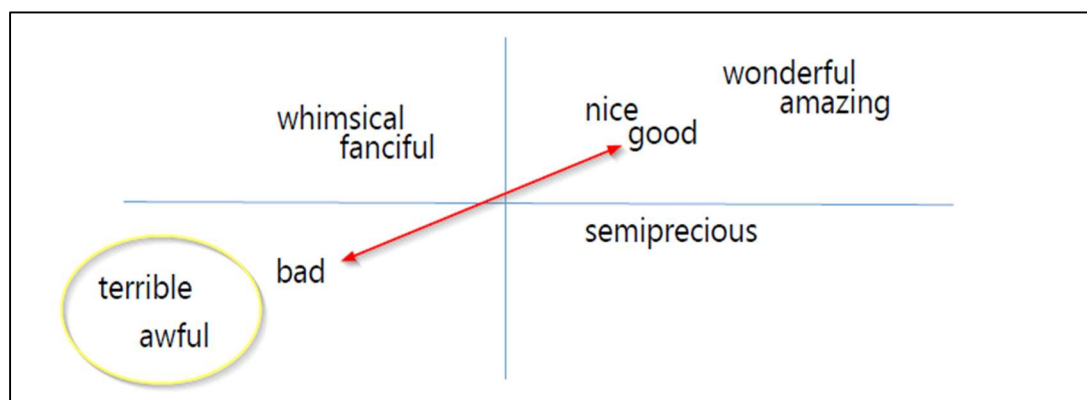 wonderful
amazing
nice
good
whimsical
fanciful
semiprecious
bad
terrible
awful